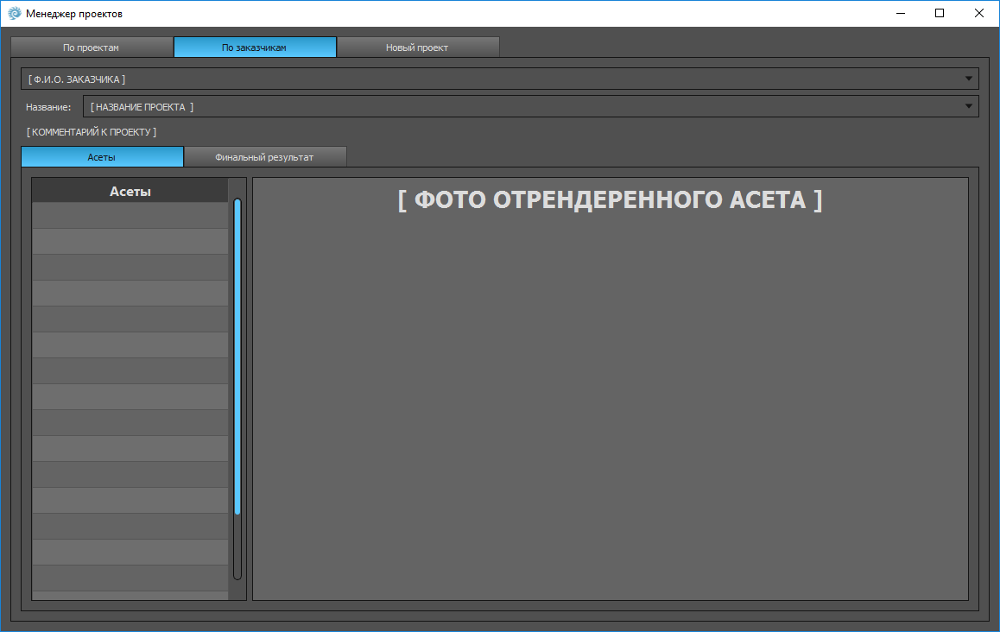 Менеджер проектов
По проектам
По заказчикам
Новый проект
[ Ф.И.О. ЗАКАЗЧИКА ]
Название: [ НАЗВАНИЕ ПРОЕКТА ]
[ КОММЕНТАРИЙ К ПРОЕКТУ ]
Асеты
Финальный результат
Асеты
[ ФОТО ОТРЕНДЕРЕННОГО АСЕТА ]